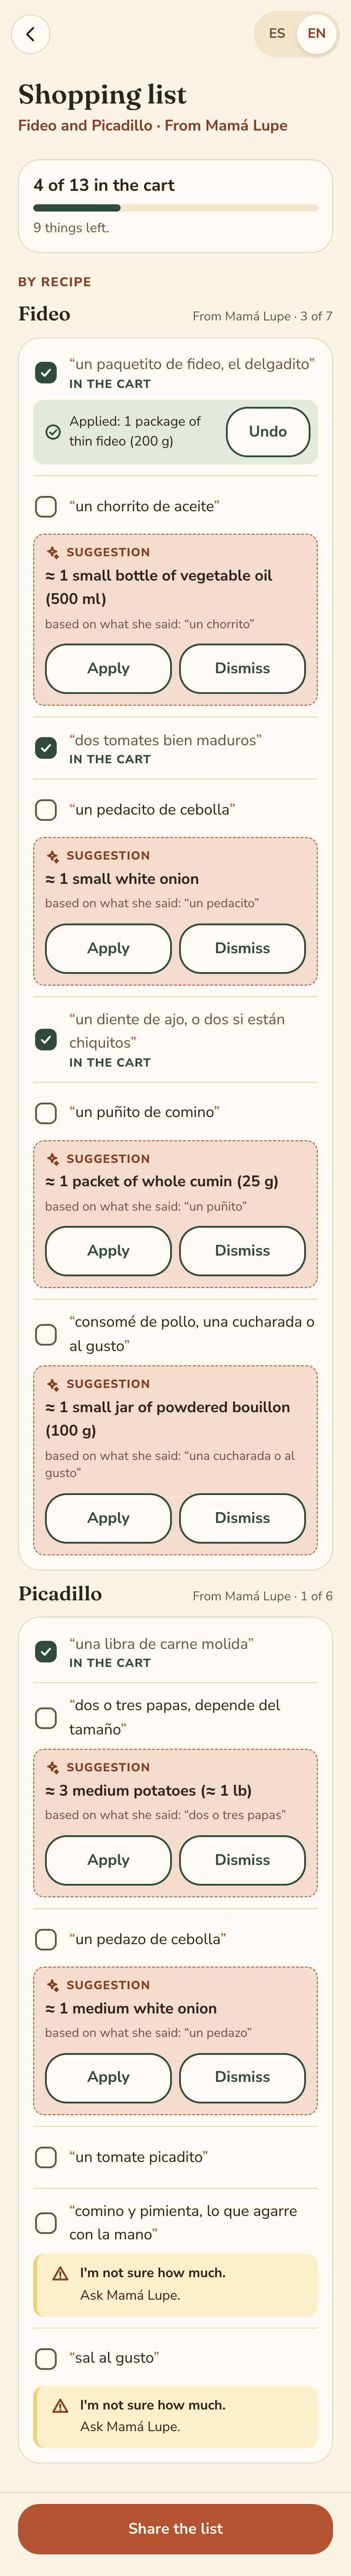 ES EN
Shopping list
Fideo and Picadillo · From Mamá Lupe
4 of 13 in the cart
9 things left.
BY RECIPE
Fideo From Mamá Lupe · 3 of 7
“un paquetito de fideo, el delgadito”
IN THE CART
Applied: 1 package of
thin fideo (200 g)
Undo
“un chorrito de aceite”
SUGGESTION
≈ 1 small bottle of vegetable oil
(500 ml)
based on what she said: “un chorrito”
Apply Dismiss
“dos tomates bien maduros”
IN THE CART
“un pedacito de cebolla”
SUGGESTION
≈ 1 small white onion
based on what she said: “un pedacito”
Apply Dismiss
“un diente de ajo, o dos si están
chiquitos”
IN THE CART
“un puñito de comino”
SUGGESTION
≈ 1 packet of whole cumin (25 g)
based on what she said: “un puñito”
Apply Dismiss
“consomé de pollo, una cucharada o
al gusto”
SUGGESTION
≈ 1 small jar of powdered bouillon
(100 g)
based on what she said: “una cucharada o al
gusto”
Apply Dismiss
Picadillo From Mamá Lupe · 1 of 6
“una libra de carne molida”
IN THE CART
“dos o tres papas, depende del
tamaño”
SUGGESTION
≈ 3 medium potatoes (≈ 1 lb)
based on what she said: “dos o tres papas”
Apply Dismiss
“un pedazo de cebolla”
SUGGESTION
≈ 1 medium white onion
based on what she said: “un pedazo”
Apply Dismiss
“un tomate picadito”
“comino y pimienta, lo que agarre
con la mano”
I'm not sure how much.
Ask Mamá Lupe.
“sal al gusto”
I'm not sure how much.
Ask Mamá Lupe.
Share the list